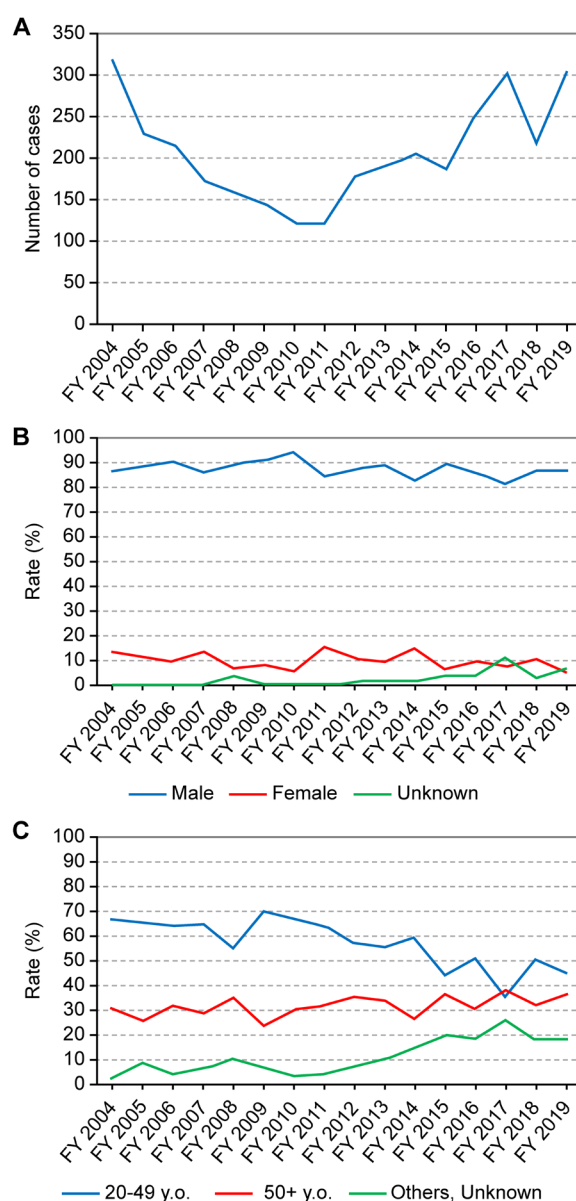 A
350
300
250
200
150
100
50
0
Number of cases
FY 2004
FY 2005
FY 2006
FY 2007
FY 2008
FY 2009
FY 2010
FY 2011
FY 2012
FY 2013
FY 2014
FY 2015
FY 2016
FY 2017
FY 2018
FY 2019
B
100
90
80
70
60
50
40
30
20
10
0
Rate (%)
FY 2004
FY 2005
FY 2006
FY 2007
FY 2008
FY 2009
FY 2010
FY 2011
FY 2012
FY 2013
FY 2014
FY 2015
FY 2016
FY 2017
FY 2018
FY 2019
Male Female Unknown
C
100
90
80
70
60
50
40
30
20
10
0
Rate (%)
FY 2004
FY 2005
FY 2006
FY 2007
FY 2008
FY 2009
FY 2010
FY 2011
FY 2012
FY 2013
FY 2014
FY 2015
FY 2016
FY 2017
FY 2018
FY 2019
20-49 y.o. 50+ y.o. Others, Unknown